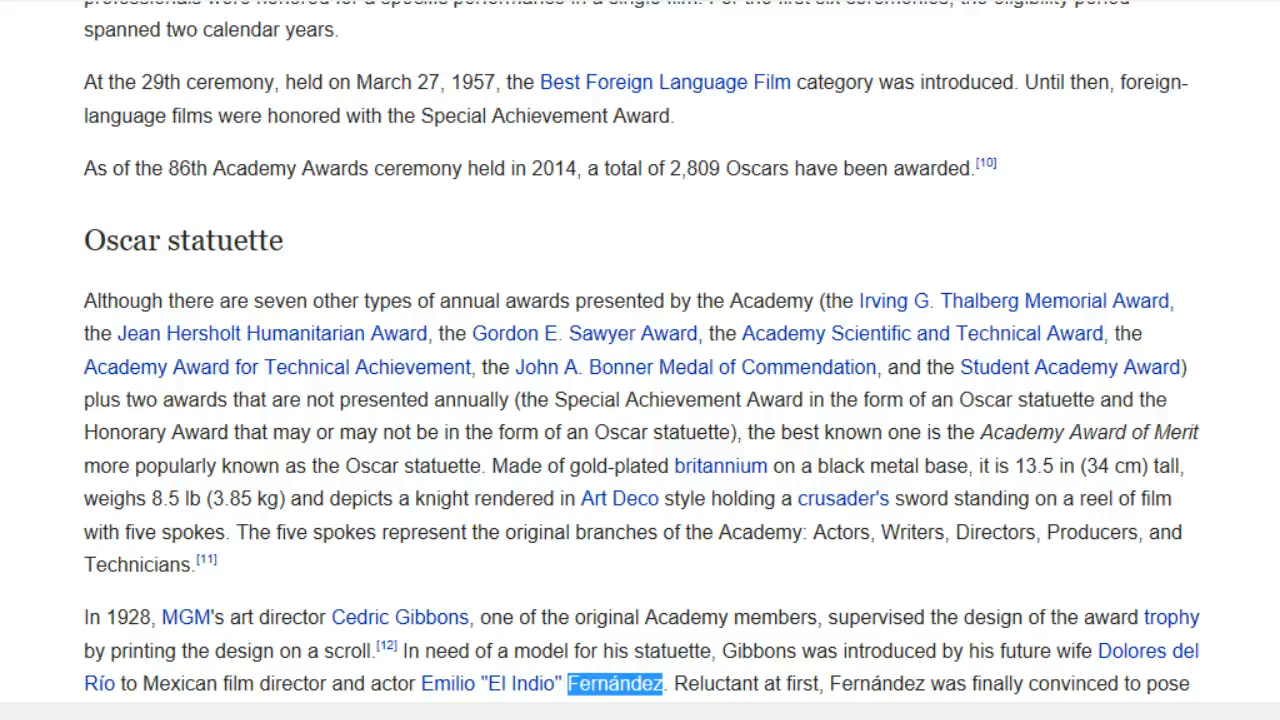 spanned two calendar years.
At the 29th ceremony, held on March 27, 1957, the Best Foreign Language Film category was introduced. Until then, foreign-
language films were honored with the Special Achievement Award.
As of the 86th Academy Awards ceremony held in 2014, a total of 2,809 Oscars have been awarded.[10]
Oscar statuette
Although there are seven other types of annual awards presented by the Academy (the Irving G. Thalberg Memorial Award,
the Jean Hersholt Humanitarian Award, the Gordon E. Sawyer Award, the Academy Scientific and Technical Award, the
Academy Award for Technical Achievement, the John A. Bonner Medal of Commendation, and the Student Academy Award)
plus two awards that are not presented annually (the Special Achievement Award in the form of an Oscar statuette and the
Honorary Award that may or may not be in the form of an Oscar statuette), the best known one is the Academy Award of Merit
more popularly known as the Oscar statuette. Made of gold-plated britannium on a black metal base, it is 13.5 in (34 cm) tall,
weighs 8.5 lb (3.85 kg) and depicts a knight rendered in Art Deco style holding a crusader's sword standing on a reel of film
with five spokes. The five spokes represent the original branches of the Academy: Actors, Writers, Directors, Producers, and
Technicians.[11]
In 1928, MGM's art director Cedric Gibbons, one of the original Academy members, supervised the design of the award trophy
by printing the design on a scroll.[12] In need of a model for his statuette, Gibbons was introduced by his future wife Dolores del
Río to Mexican film director and actor Emilio "El Indio" Fernández. Reluctant at first, Fernández was finally convinced to pose